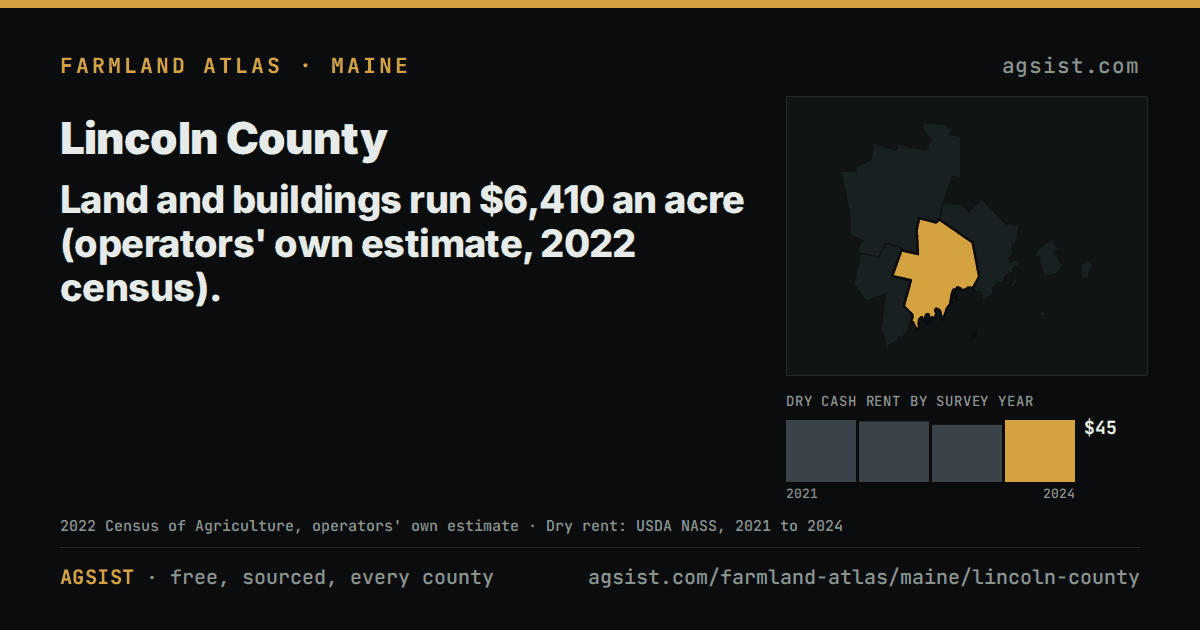 FARMLAND ATLAS · MAINE
agsist.com
Lincoln County
Land and buildings run $6,410 an acre
(operators' own estimate, 2022
census).
DRY CASH RENT BY SURVEY YEAR
$45
2021
2024
2022 Census of Agriculture, operators' own estimate · Dry rent: USDA NASS, 2021 to 2024
AGSIST · free, sourced, every county
agsist.com/farmland-atlas/maine/lincoln-county